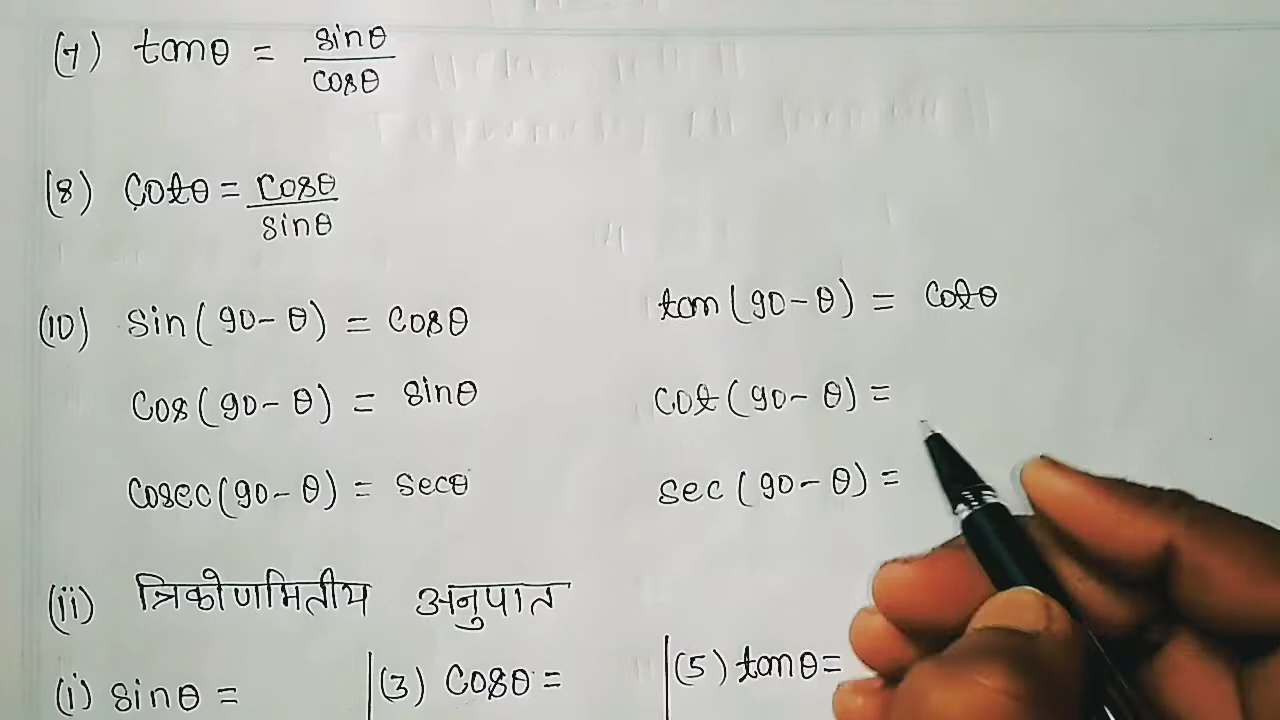 (7) tanθ = sinθ/cosθ
(8) cotθ = cosθ/sinθ
(10) sin(90-θ) = cosθ
tan(90-θ) = cotθ
cos(90-θ) = sinθ
cot(90-θ) =
cosec(90-θ) = secθ
sec(90-θ) =
(ii) त्रिकोणमितीय अनुपात
(i) sinθ =
(3) cosθ =
(5) tanθ=